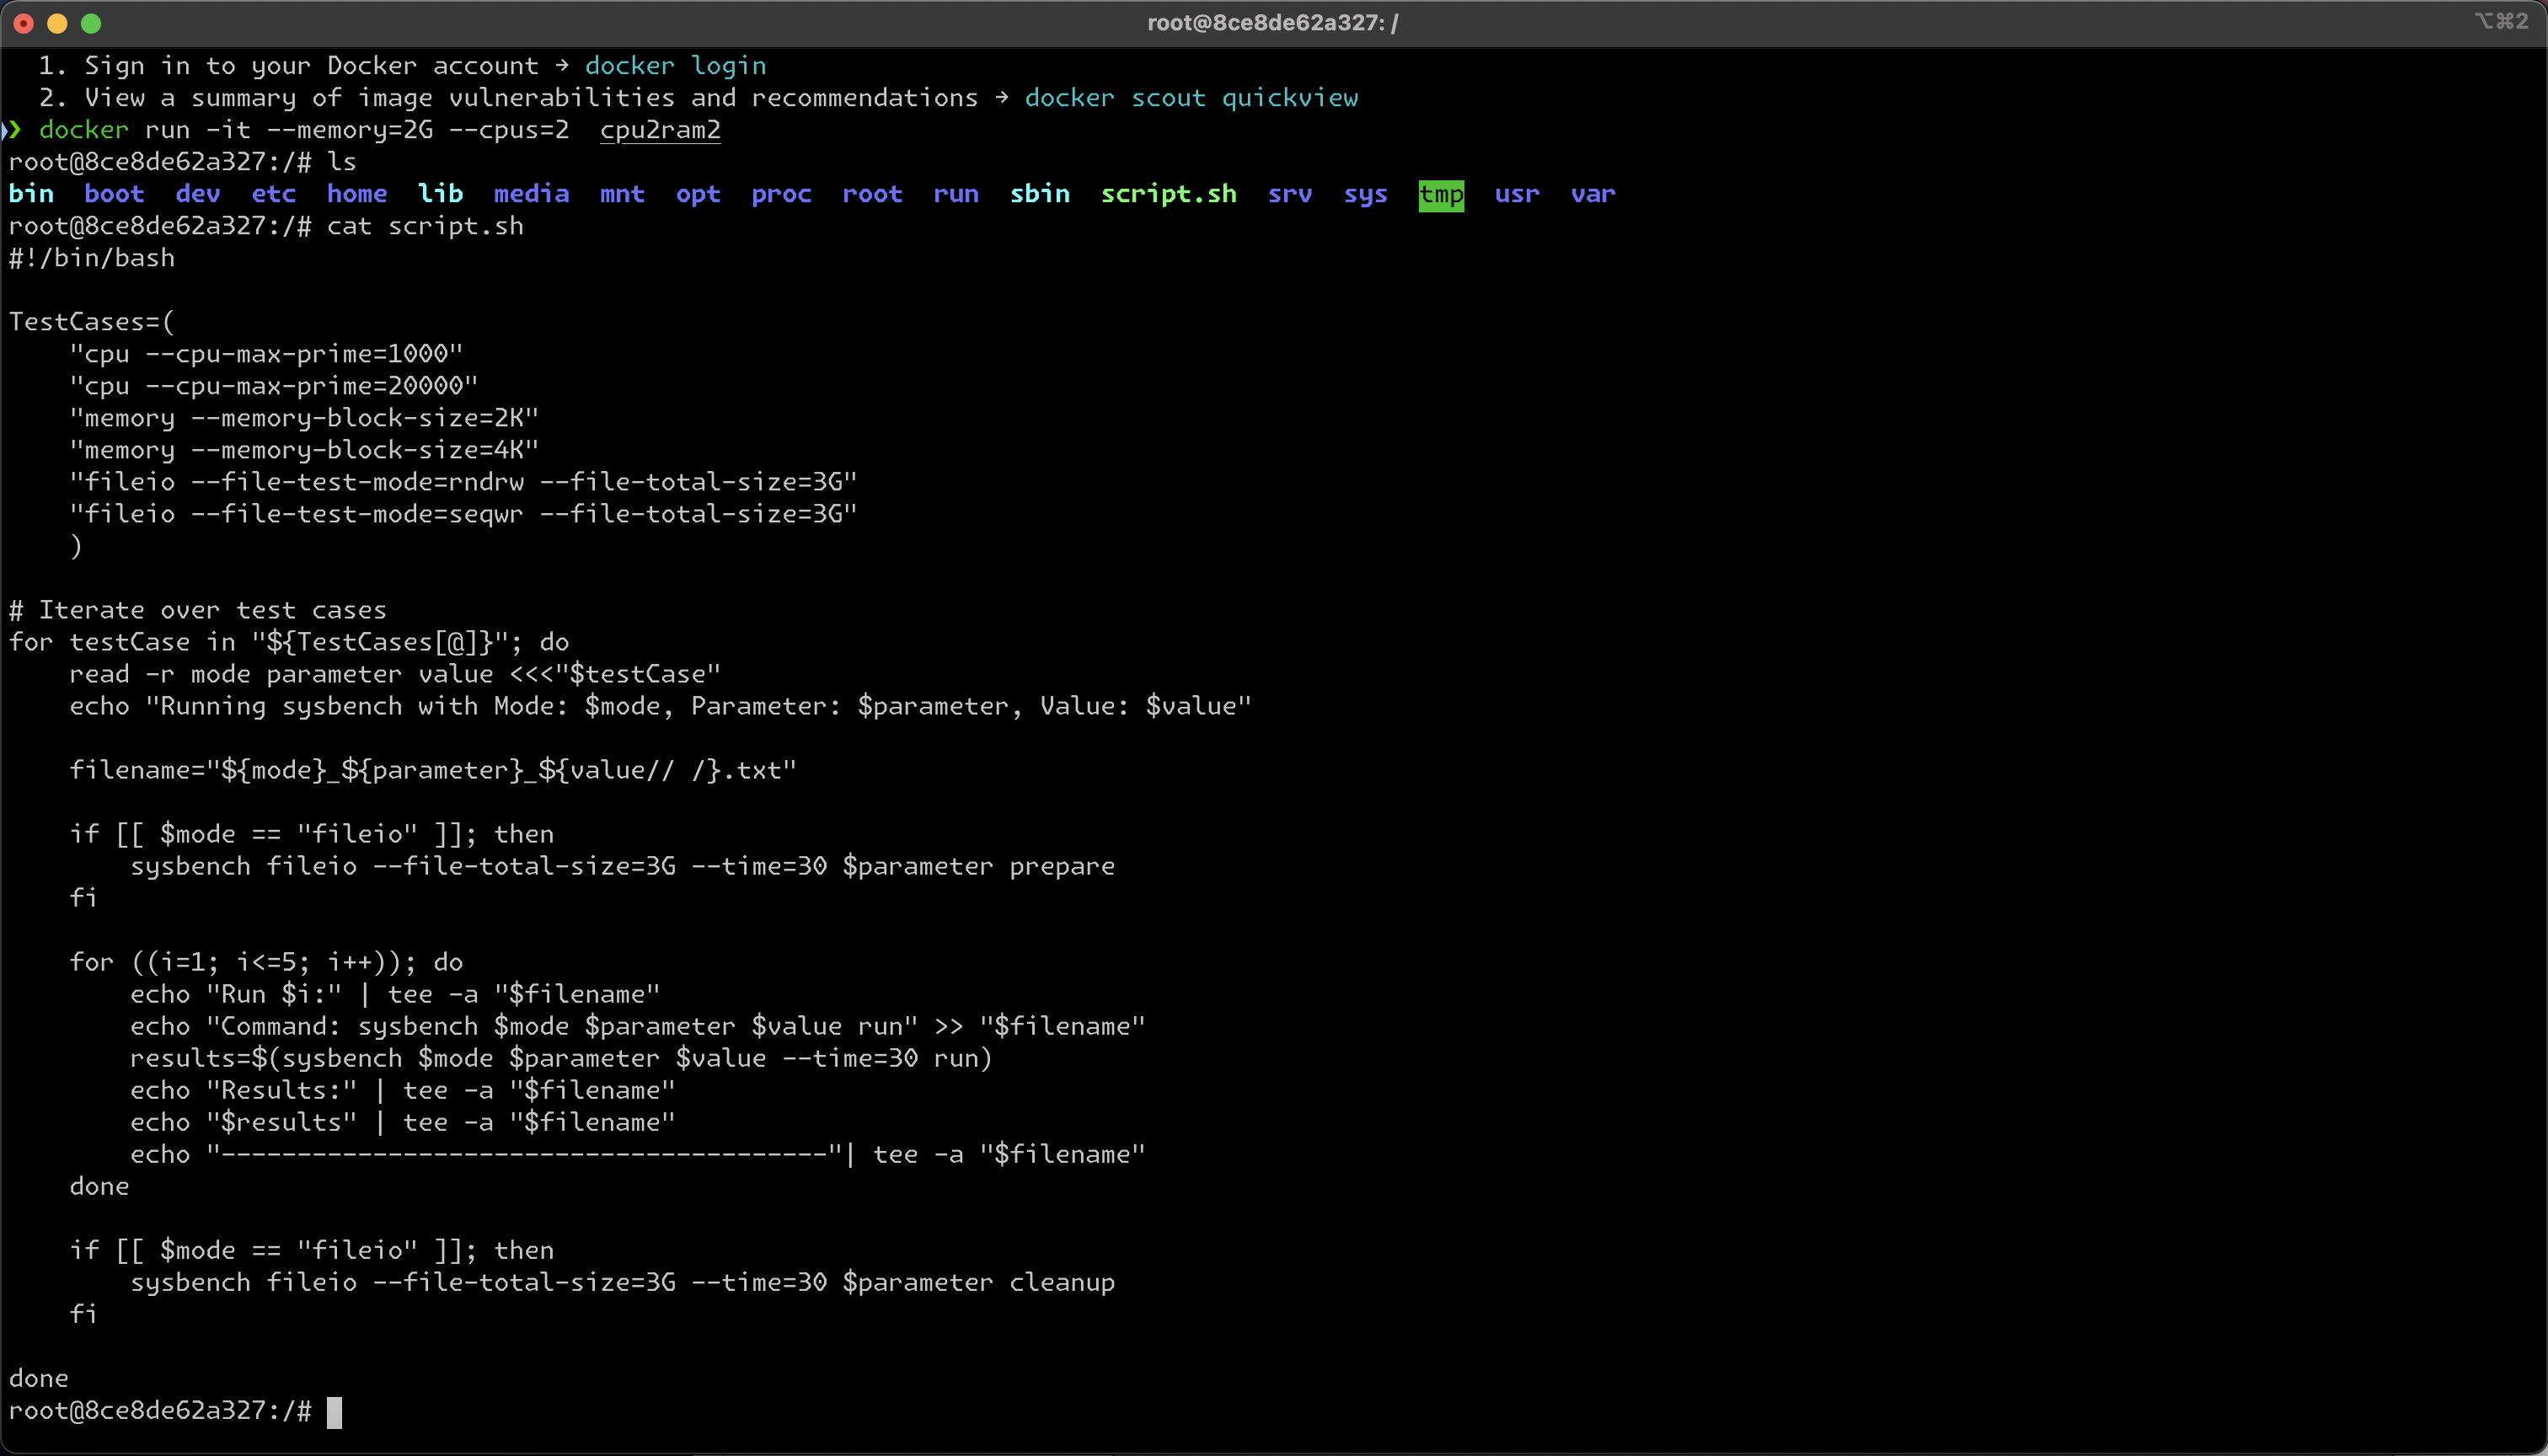 root@8ce8de62a327: /
⌥⌘2
1. Sign in to your Docker account → docker login
2. View a summary of image vulnerabilities and recommendations → docker scout quickview
❯ docker run -it --memory=2G --cpus=2  cpu2ram2
root@8ce8de62a327:/# ls
bin  boot  dev  etc  home  lib  media  mnt  opt  proc  root  run  sbin  script.sh  srv  sys  tmp  usr  var
root@8ce8de62a327:/# cat script.sh
#!/bin/bash

TestCases=(
    "cpu --cpu-max-prime=1000"
    "cpu --cpu-max-prime=20000"
    "memory --memory-block-size=2K"
    "memory --memory-block-size=4K"
    "fileio --file-test-mode=rndrw --file-total-size=3G"
    "fileio --file-test-mode=seqwr --file-total-size=3G"
    )

# Iterate over test cases
for testCase in "${TestCases[@]}"; do
    read -r mode parameter value <<<"$testCase"
    echo "Running sysbench with Mode: $mode, Parameter: $parameter, Value: $value"

    filename="${mode}_${parameter}_${value// /}.txt"

    if [[ $mode == "fileio" ]]; then
        sysbench fileio --file-total-size=3G --time=30 $parameter prepare
    fi

    for ((i=1; i<=5; i++)); do
        echo "Run $i:" | tee -a "$filename"
        echo "Command: sysbench $mode $parameter $value run" >> "$filename"
        results=$(sysbench $mode $parameter $value --time=30 run)
        echo "Results:" | tee -a "$filename"
        echo "$results" | tee -a "$filename"
        echo "----------------------------------------"| tee -a "$filename"
    done

    if [[ $mode == "fileio" ]]; then
        sysbench fileio --file-total-size=3G --time=30 $parameter cleanup
    fi

done
root@8ce8de62a327:/#